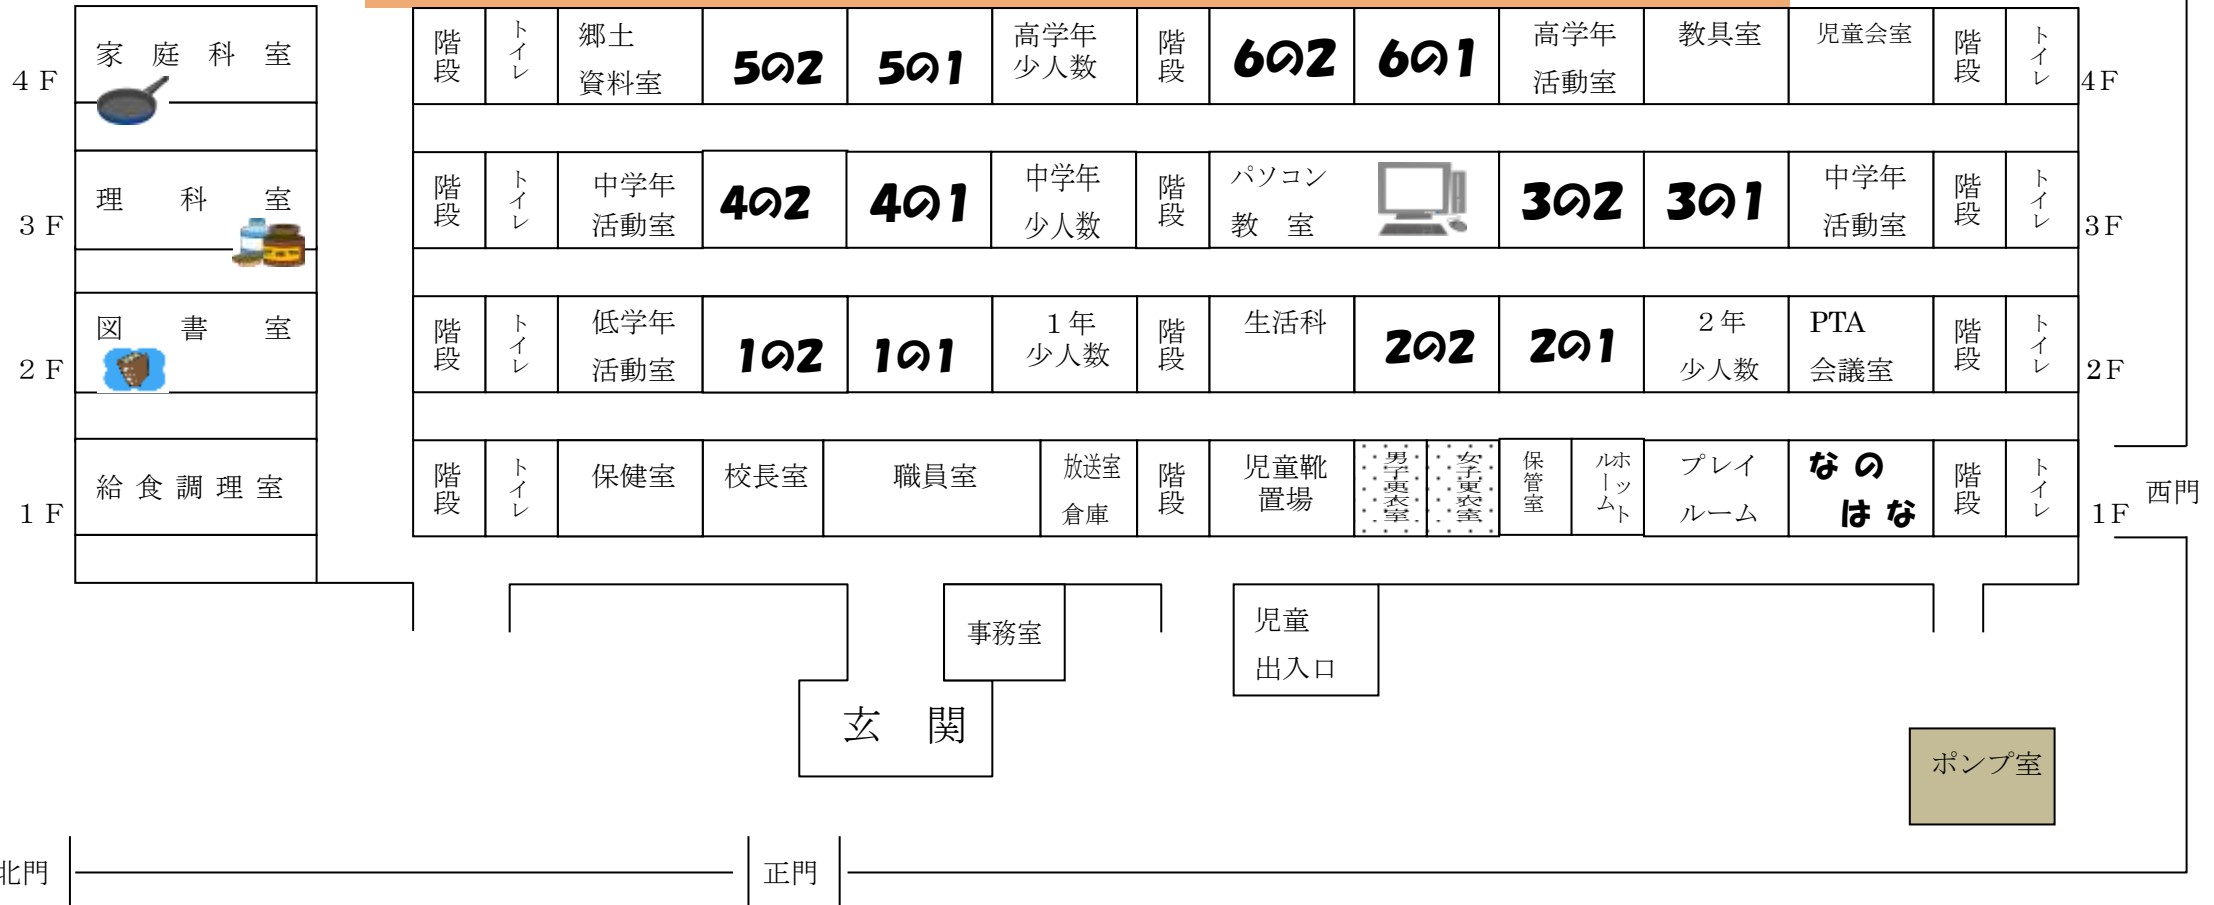 4F
家庭科室
階段
トイレ
郷土
資料室
5の2
5の1
高学年
少人数
階段
6の2
6の1
高学年
活動室
教具室
児童会室
階段
トイレ
4F
3F
理科室
階段
トイレ
中学年
活動室
4の2
4の1
中学年
少人数
階段
パソコン
教室
3の2
3の1
中学年
活動室
階段
トイレ
3F
2F
図書室
階段
トイレ
低学年
活動室
1の2
1の1
1年
少人数
階段
生活科
2の2
2の1
2年
少人数
PTA
会議室
階段
トイレ
2F
1F
給食調理室
階段
トイレ
保健室
校長室
職員室
放送室
倉庫
階段
児童靴
置場
男子更衣室
女子更衣室
保管室
ホット
ルーム
プレイ
ルーム
なの
はな
階段
トイレ
1F
西門
事務室
児童
出入口
玄関
ポンプ室
北門
正門